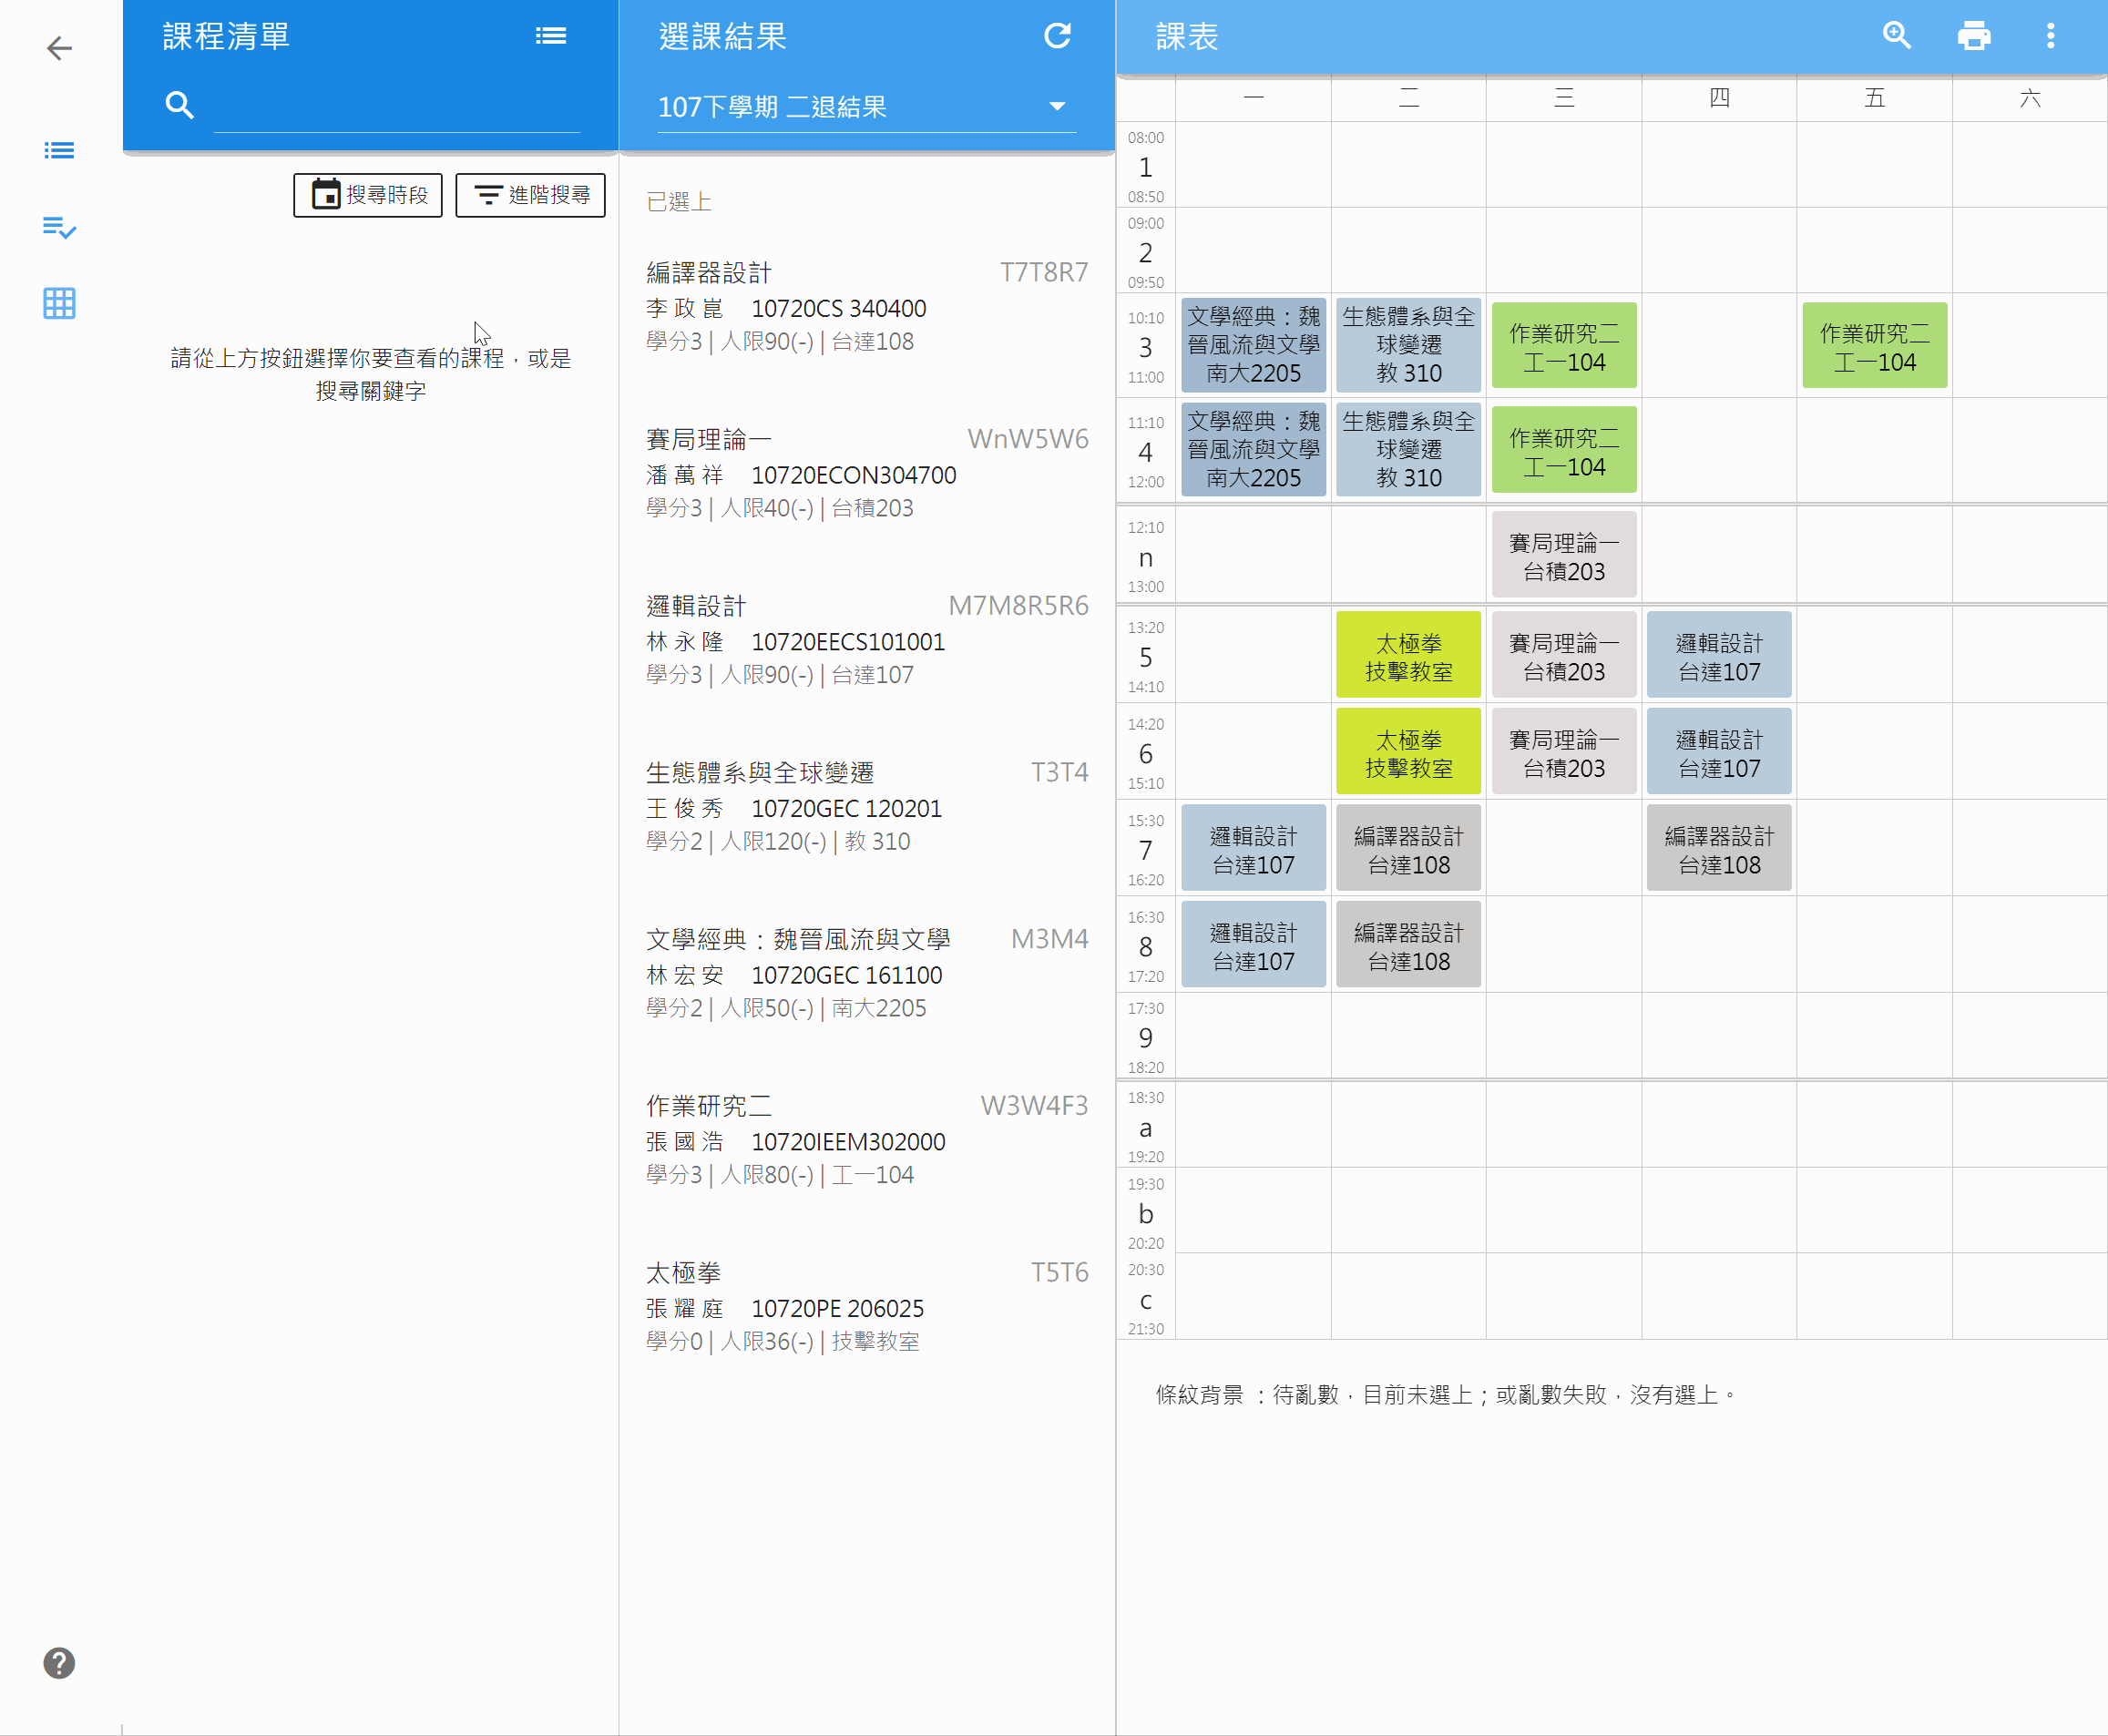 課程清單
搜尋時段
進階搜尋
請從上方按鈕選擇你要查看的課程，或是
搜尋關鍵字
選課結果
107下學期 二退結果
已選上
編譯器設計 T7T8R7
李 政 崑 10720CS 340400
學分3 | 人限90(-) | 台達108
賽局理論一 WnW5W6
潘 萬 祥 10720ECON304700
學分3 | 人限40(-) | 台積203
邏輯設計 M7M8R5R6
林 永 隆 10720EECS101001
學分3 | 人限90(-) | 台達107
生態體系與全球變遷 T3T4
王 俊 秀 10720GEC 120201
學分2 | 人限120(-) | 教 310
文學經典：魏晉風流與文學 M3M4
林 宏 安 10720GEC 161100
學分2 | 人限50(-) | 南大2205
作業研究二 W3W4F3
張 國 浩 10720IEEM302000
學分3 | 人限80(-) | 工一104
太極拳 T5T6
張 耀 庭 10720PE 206025
學分0 | 人限36(-) | 技擊教室
課表
一 二 三 四 五 六
08:00
1
08:50
09:00
2
09:50
10:10
3
11:00
文學經典：魏
晉風流與文學
南大2205
生態體系與全
球變遷
教 310
作業研究二
工一104
作業研究二
工一104
11:10
4
12:00
文學經典：魏
晉風流與文學
南大2205
生態體系與全
球變遷
教 310
作業研究二
工一104
12:10
n
13:00
賽局理論一
台積203
13:20
5
14:10
太極拳
技擊教室
賽局理論一
台積203
邏輯設計
台達107
14:20
6
15:10
太極拳
技擊教室
賽局理論一
台積203
邏輯設計
台達107
15:30
7
16:20
邏輯設計
台達107
編譯器設計
台達108
編譯器設計
台達108
16:30
8
17:20
邏輯設計
台達107
編譯器設計
台達108
17:30
9
18:20
18:30
a
19:20
19:30
b
20:20
20:30
c
21:30
條紋背景 ：待亂數，目前未選上；或亂數失敗，沒有選上。